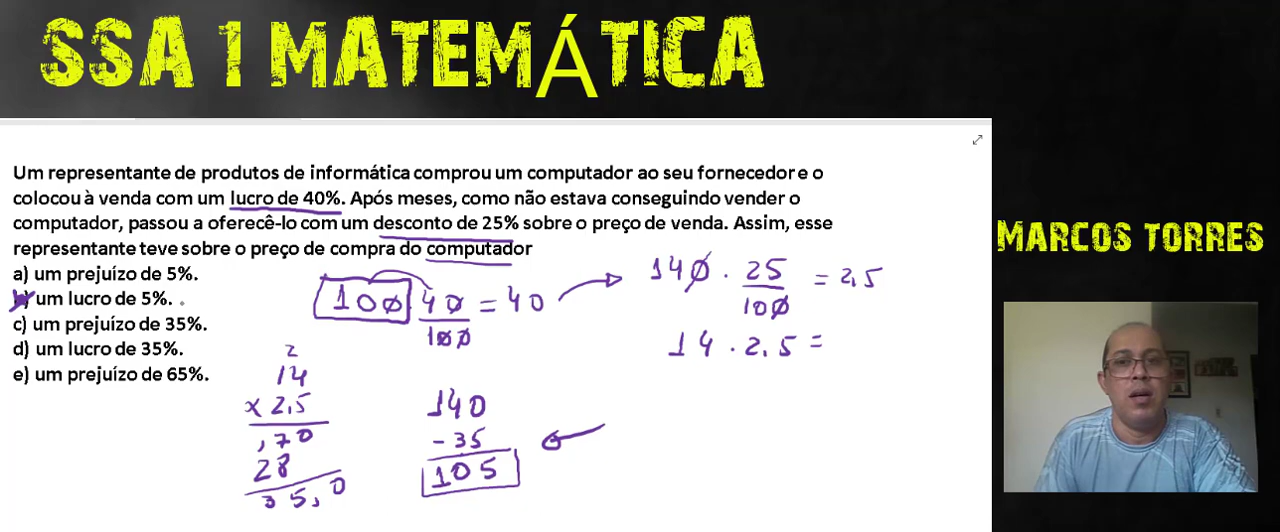 SSA 1 MATEMÁTICA
Um representante de produtos de informática comprou um computador ao seu fornecedor e o
colocou à venda com um lucro de 40%. Após meses, como não estava conseguindo vender o
computador, passou a oferecê-lo com um desconto de 25% sobre o preço de venda. Assim, esse
representante teve sobre o preço de compra do computador
a) um prejuízo de 5%.
b) um lucro de 5%.
c) um prejuízo de 35%.
d) um lucro de 35%.
e) um prejuízo de 65%.
100 40 = 40
100
140 . 25 = 2,5
100
14 . 2,5 =
2
14
x 2,5
,70
28
35,0
140
- 35
105
MARCOS TORRES